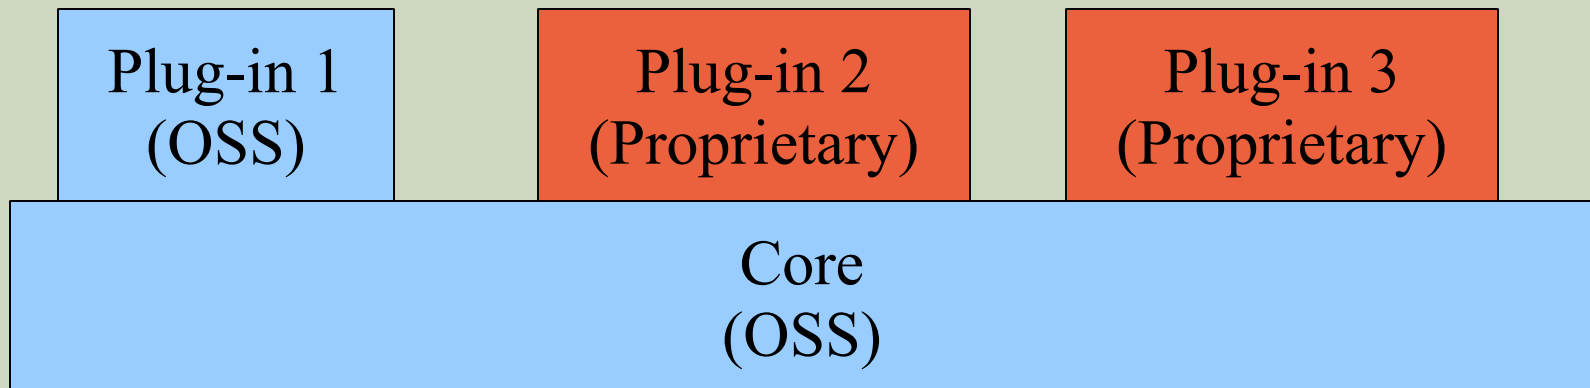 Plug-in 1
(OSS)
Plug-in 2
(Proprietary)
Plug-in 3
(Proprietary)
Core
(OSS)